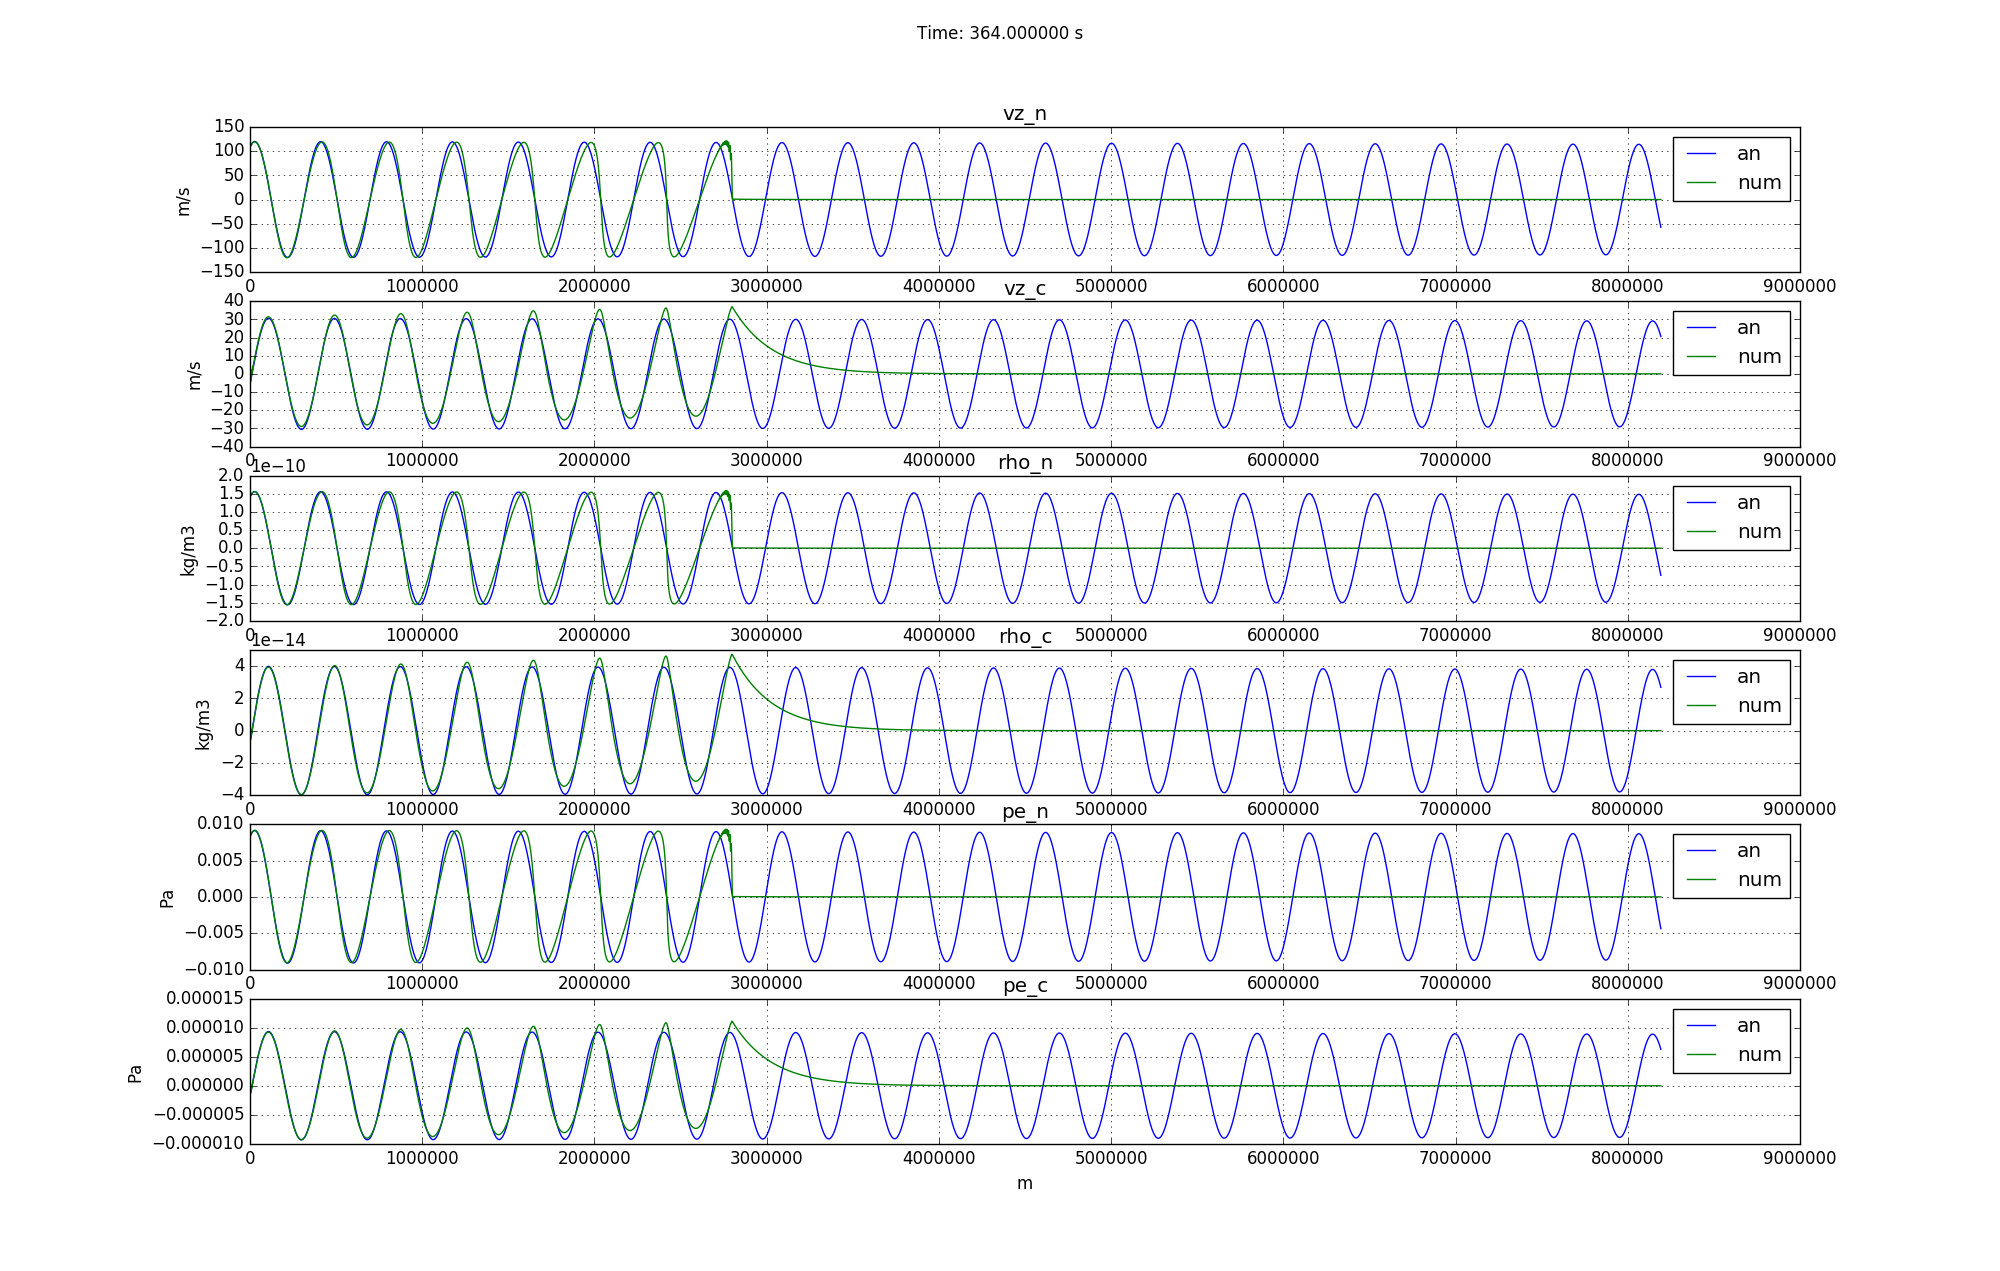 Time: 364.000000 s
vz_n
150
100
50
0
−50
−100
−150
m/s
an
num
0 1000000 2000000 3000000 4000000 5000000 6000000 7000000 8000000 9000000
vz_c
40
30
20
10
0
−10
−20
−30
−40
m/s
an
num
0 1000000 2000000 3000000 4000000 5000000 6000000 7000000 8000000 9000000
1e−10
rho_n
2.0
1.5
1.0
0.5
0.0
−0.5
−1.0
−1.5
−2.0
kg/m3
an
num
0 1000000 2000000 3000000 4000000 5000000 6000000 7000000 8000000 9000000
1e−14
rho_c
4
2
0
−2
−4
kg/m3
an
num
0 1000000 2000000 3000000 4000000 5000000 6000000 7000000 8000000 9000000
pe_n
0.010
0.005
0.000
−0.005
−0.010
Pa
an
num
0 1000000 2000000 3000000 4000000 5000000 6000000 7000000 8000000 9000000
pe_c
0.000015
0.000010
0.000005
0.000000
−0.000005
−0.000010
Pa
an
num
0 1000000 2000000 3000000 4000000 5000000 6000000 7000000 8000000 9000000
m